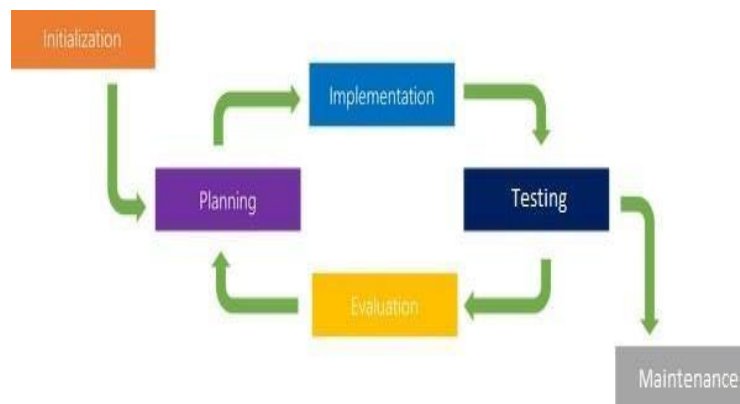 Initialization
Implementation
Planning
Testing
Evaluation
Maintenance